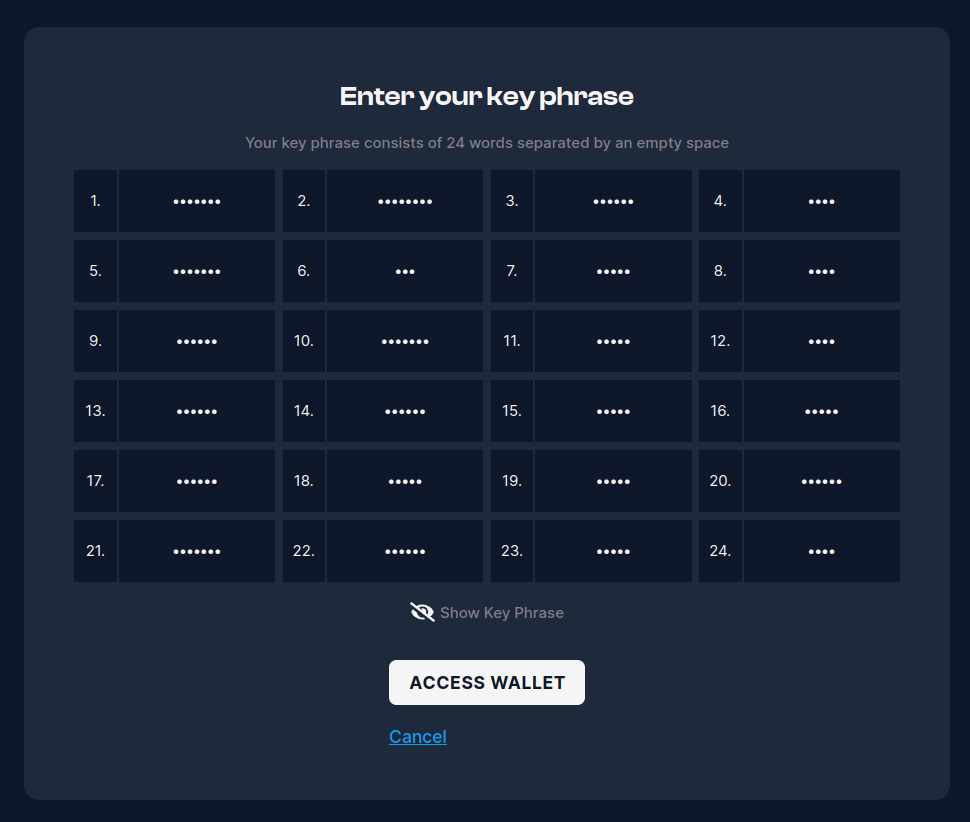 Enter your key phrase
Your key phrase consists of 24 words separated by an empty space
1. ••••••• 2. •••••••• 3. •••••• 4. ••••
5. ••••••• 6. ••• 7. ••••• 8. ••••
9. •••••• 10. ••••••• 11. ••••• 12. ••••
13. •••••• 14. •••••• 15. ••••• 16. •••••
17. •••••• 18. ••••• 19. ••••• 20. ••••••
21. ••••••• 22. •••••• 23. ••••• 24. ••••
Show Key Phrase
ACCESS WALLET
Cancel